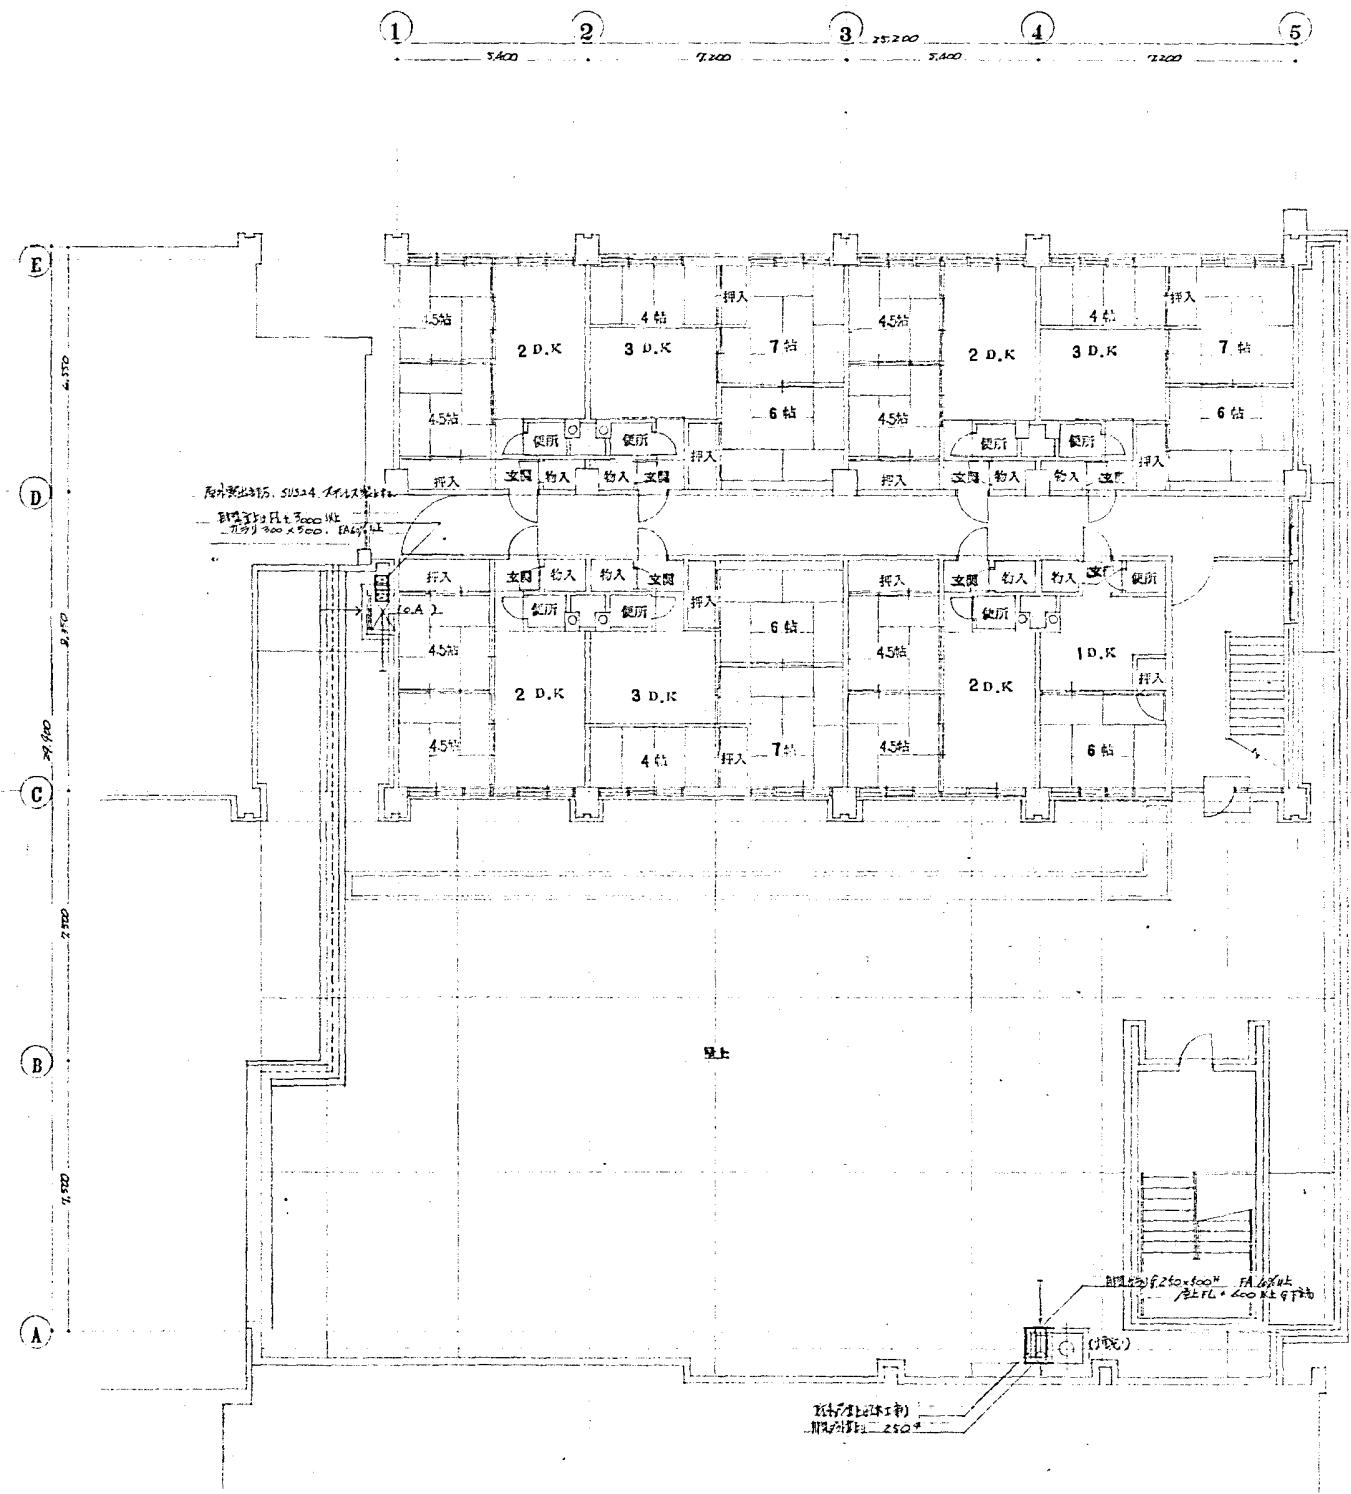 1 2 3 4 5
25.200
5,400 7,200 5,400 7,200
E
4.5帖 4帖 押入 4.5帖 4帖 押入
2 D.K 3 D.K 7帖 2 D.K 3 D.K 7帖
4.5帖 6帖 4.5帖 6帖
便所 便所 便所 便所
押入 押入
押入 玄関 物入 物入 玄関 押入 玄関 物入 物入 玄関
D
押入 玄関 物入 物入 玄関 押入 玄関 物入 物入 玄関 便所
押入
便所 便所 便所
(O.A)
4.5帖 6帖 4.5帖 1 D.K
押入
2 D.K 3 D.K 2 D.K
4.5帖 4帖 押入 7帖 4.5帖 6帖
29.900
C
7.500
屋上
B
7,500
A
250φ